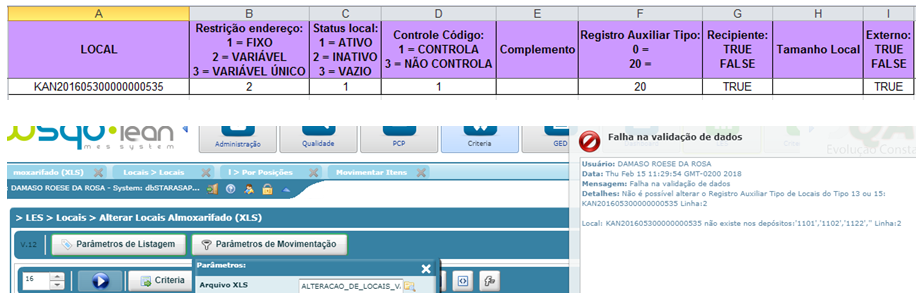 A B C D E F G H I
LOCAL
Restrição endereço:
1 = FIXO
2 = VARIÁVEL
3 = VARIÁVEL ÚNICO
Status local:
1 = ATIVO
2 = INATIVO
3 = VAZIO
Controle Código:
1 = CONTROLA
3 = NÃO CONTROLA
Complemento
Registro Auxiliar Tipo:
0 =
20 =
Recipiente:
TRUE
FALSE
Tamanho Local
Externo:
TRUE
FALSE
KAN201605300000000535 2 1 1 20 TRUE TRUE
lean
mes system
Administração Qualidade PCP Criteria GED
moxarifado (XLS) Locais > Locais I > Por Posições Movimentar Itens
DAMASO ROESE DA ROSA - System: dbSTARASAP...
> LES > Locais > Alterar Locais Almoxarifado (XLS)
V.12 Parâmetros de Listagem Parâmetros de Movimentação
16 Criteria
Parâmetros:
Arquivo XLS ALTERACAO_DE_LOCAIS_V
Falha na validação de dados
Evolução Consta
Usuário: DAMASO ROESE DA ROSA
Data: Thu Feb 15 11:29:54 GMT-0200 2018
Mensagem: Falha na validação de dados
Detalhes: Não é possível alterar o Registro Auxiliar Tipo de Locais do Tipo 13 ou 15:
KAN201605300000000535 Linha:2
Local: KAN201605300000000535 não existe nos depósitos:'1101','1102','1122','' Linha:2